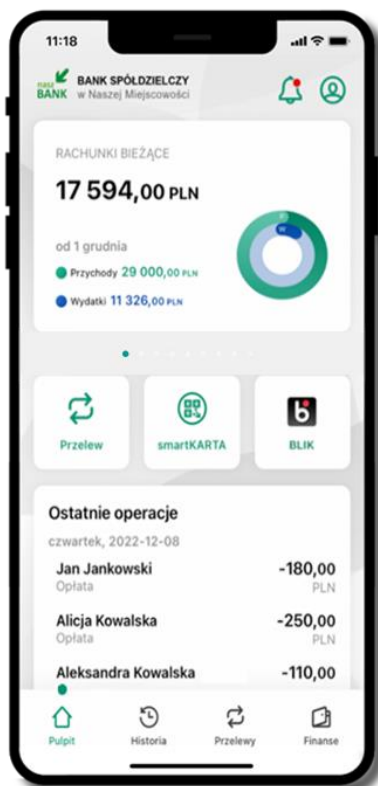 11:18
nasz
BANK
BANK SPÓŁDZIELCZY
w Naszej Miejscowości
RACHUNKI BIEŻĄCE
17 594,00 PLN
od 1 grudnia
Przychody 29 000,00 PLN
Wydatki 11 326,00 PLN
P
W
Przelew
smartKARTA
BLIK
Ostatnie operacje
czwartek, 2022-12-08
Jan Jankowski -180,00
Opłata PLN
Alicja Kowalska -250,00
Opłata PLN
Aleksandra Kowalska -110,00
Pulpit Historia Przelewy Finanse